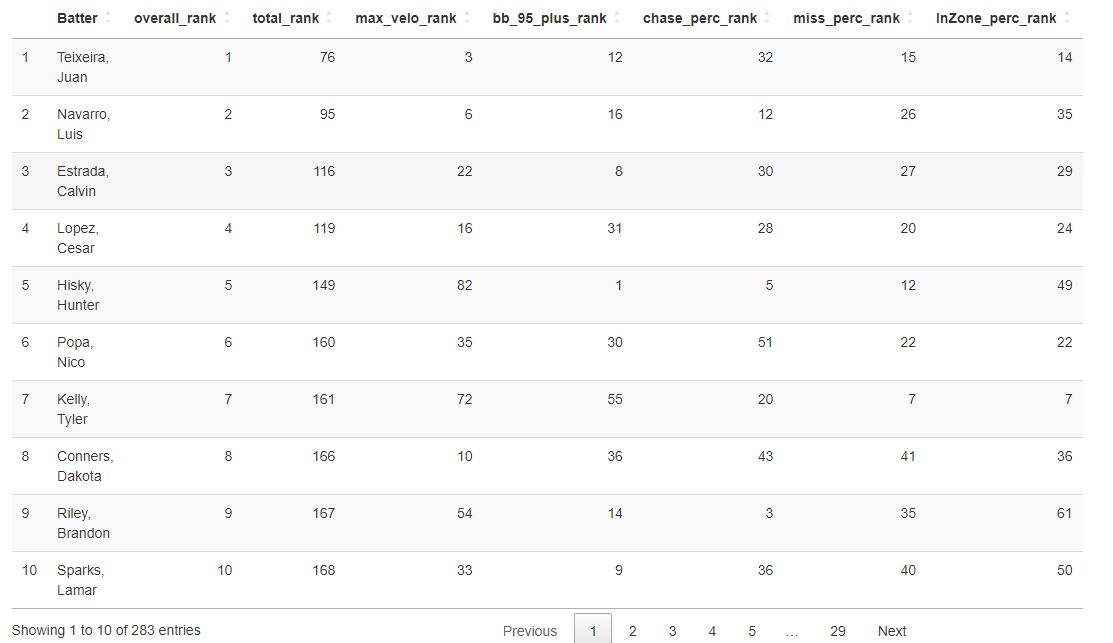 Batter overall_rank total_rank max_velo_rank bb_95_plus_rank chase_perc_rank miss_perc_rank InZone_perc_rank
1 Teixeira, 1 76 3 12 32 15 14
Juan
2 Navarro, 2 95 6 16 12 26 35
Luis
3 Estrada, 3 116 22 8 30 27 29
Calvin
4 Lopez, 4 119 16 31 28 20 24
Cesar
5 Hisky, 5 149 82 1 5 12 49
Hunter
6 Popa, 6 160 35 30 51 22 22
Nico
7 Kelly, 7 161 72 55 20 7 7
Tyler
8 Conners, 8 166 10 36 43 41 36
Dakota
9 Riley, 9 167 54 14 3 35 61
Brandon
10 Sparks, 10 168 33 9 36 40 50
Lamar
Showing 1 to 10 of 283 entries Previous 1 2 3 4 5 … 29 Next